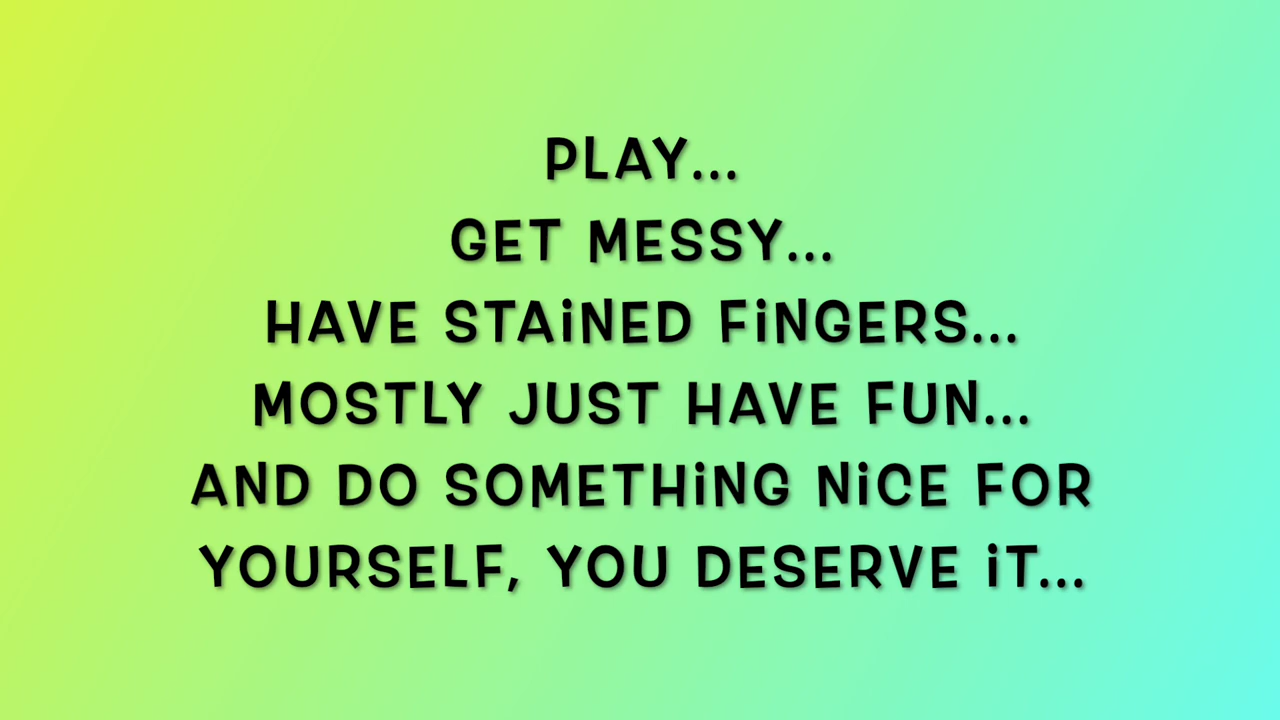 PLAY...
GET MESSY...
HAVE STAiNED FiNGERS...
MOSTLY JUST HAVE FUN...
AND DO SOMETHiNG NiCE FOR
YOURSELF, YOU DESERVE iT...